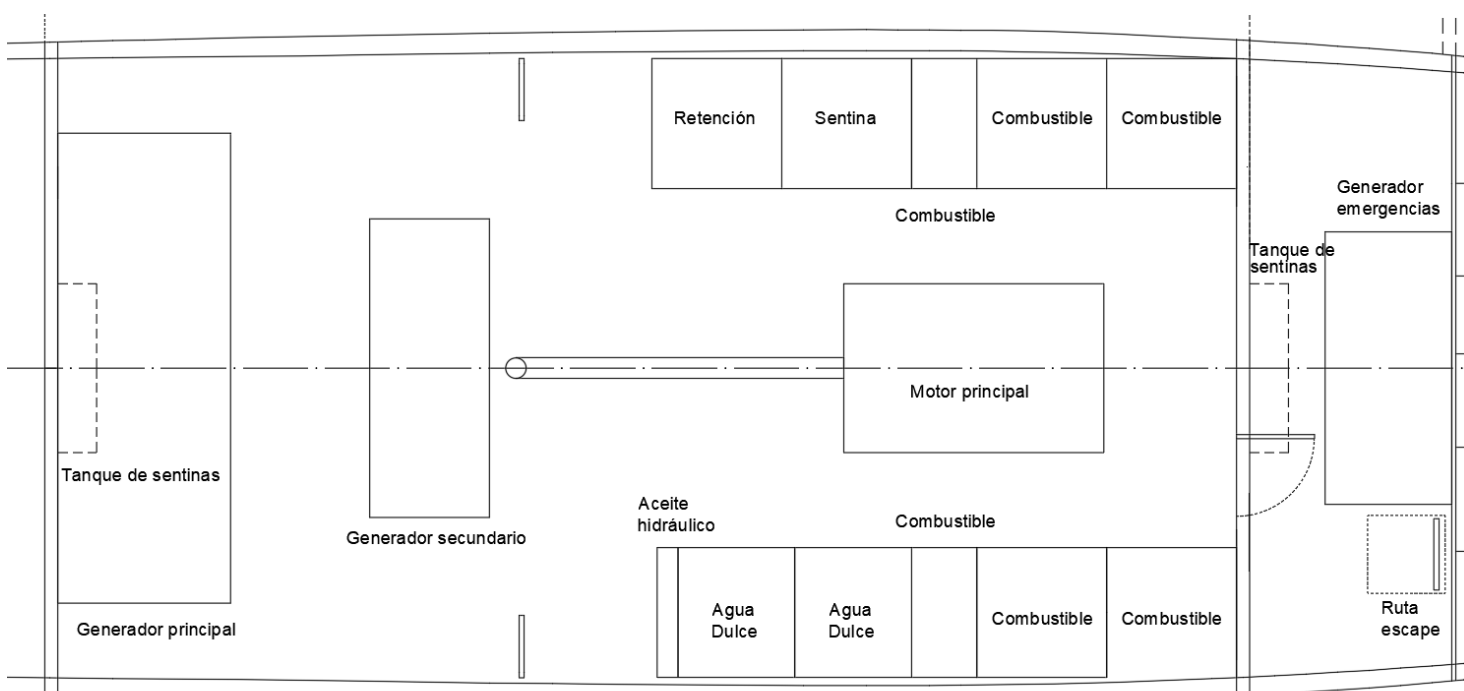 Retención
Sentina
Combustible
Combustible
Combustible
Generador
emergencias
Tanque de
sentinas
Motor principal
Tanque de sentinas
Generador secundario
Aceite
hidráulico
Combustible
Agua
Dulce
Agua
Dulce
Combustible
Combustible
Generador principal
Ruta
escape